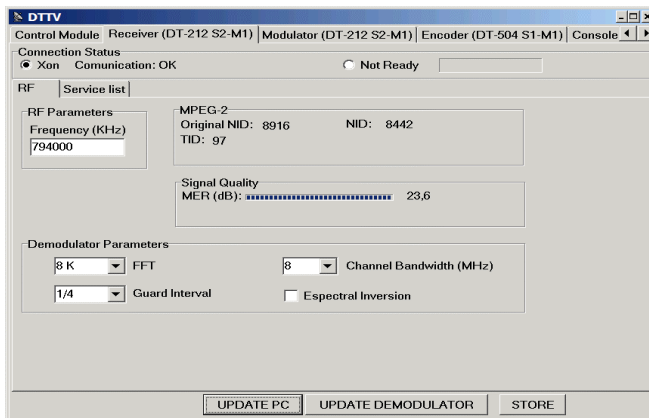 DTTV
Control Module Receiver (DT-212 S2-M1) Modulator (DT-212 S2-M1) Encoder (DT-504 S1-M1) Console
Connection Status
Xon Comunication: OK Not Ready
RF Service list
RF Parameters
Frequency (KHz)
794000
MPEG-2
Original NID: 8916 NID: 8442
TID: 97
Signal Quality
MER (dB): 23,6
Demodulator Parameters
8 K FFT 8 Channel Bandwidth (MHz)
1/4 Guard Interval Espectral Inversion
UPDATE PC UPDATE DEMODULATOR STORE